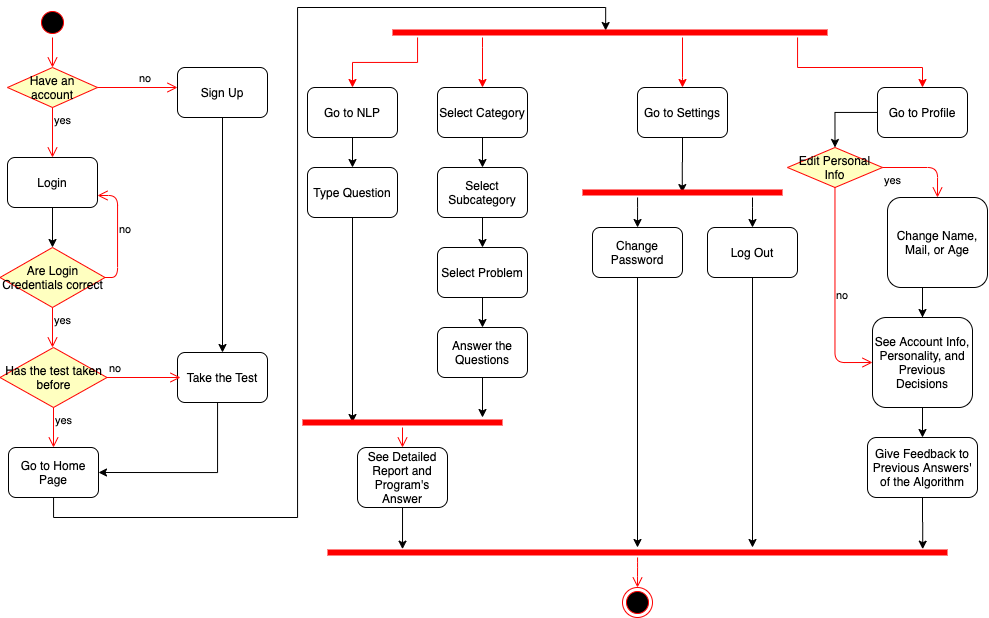 Have an
account
no
Sign Up
yes
Login
no
Are Login
Credentials correct
yes
Has the test taken
before
no
Take the Test
yes
Go to Home
Page
Go to NLP
Type Question
Select Category
Select
Subcategory
Select Problem
Answer the
Questions
See Detailed
Report and
Program's
Answer
Go to Settings
Change
Password
Log Out
Go to Profile
Edit Personal
Info
yes
Change Name,
Mail, or Age
no
See Account Info,
Personality, and
Previous
Decisions
Give Feedback to
Previous Answers'
of the Algorithm